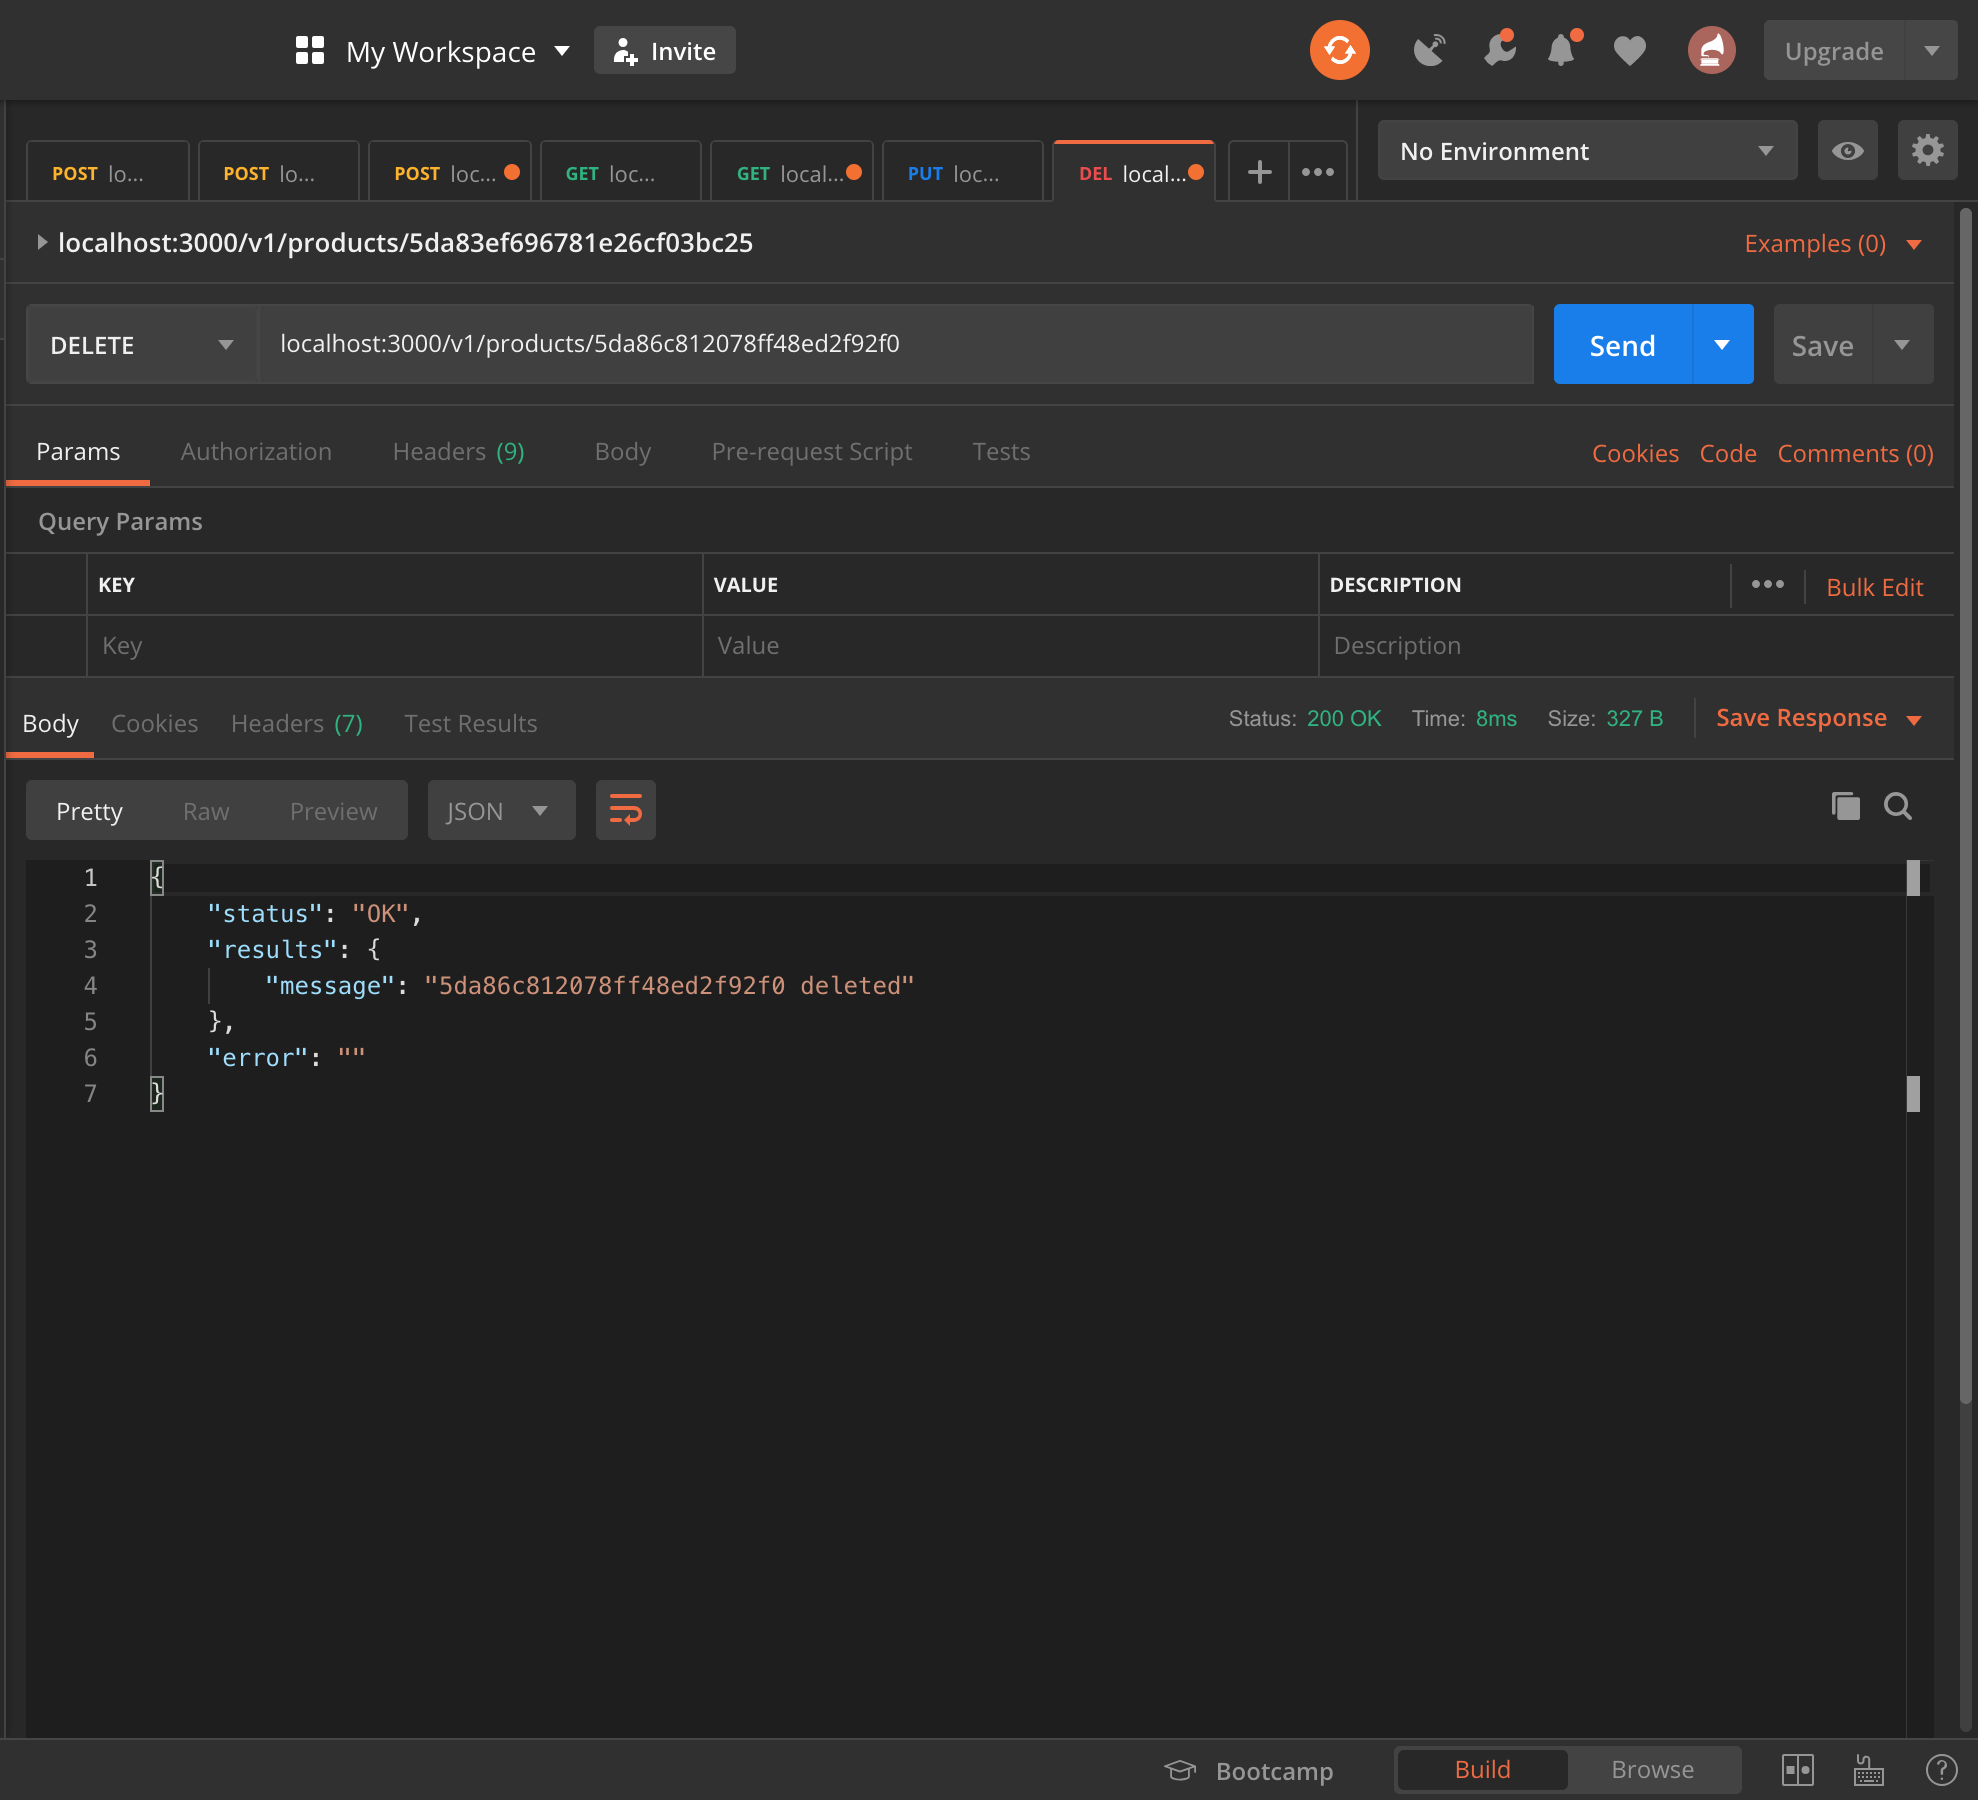 My Workspace Invite Upgrade
POST lo... POST lo... POST loc... GET loc... GET local... PUT loc... DEL local... No Environment
localhost:3000/v1/products/5da83ef696781e26cf03bc25 Examples (0)
DELETE localhost:3000/v1/products/5da86c812078ff48ed2f92f0 Send Save
Params Authorization Headers (9) Body Pre-request Script Tests Cookies Code Comments (0)
Query Params
KEY VALUE DESCRIPTION Bulk Edit
Key Value Description
Body Cookies Headers (7) Test Results Status: 200 OK Time: 8ms Size: 327 B Save Response
Pretty Raw Preview JSON
1 {
2 "status": "OK",
3 "results": {
4 "message": "5da86c812078ff48ed2f92f0 deleted"
5 },
6 "error": ""
7 }
Bootcamp Build Browse